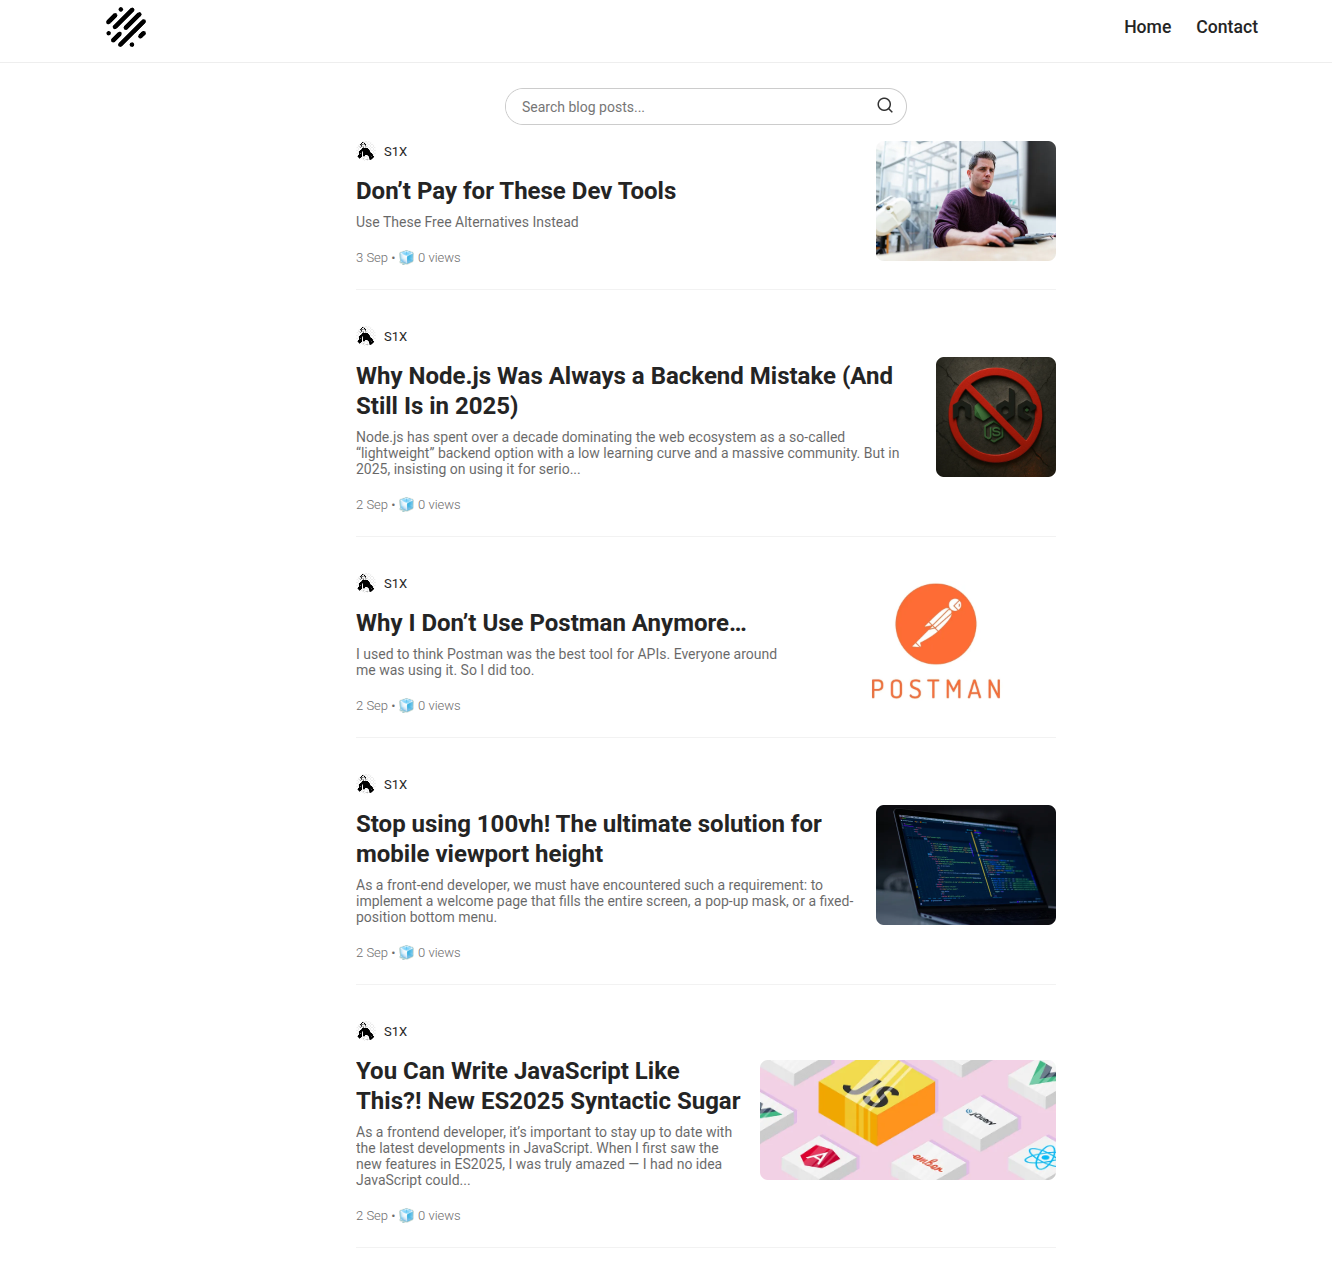 Home Contact
Search blog posts...
S1X
Don’t Pay for These Dev Tools
Use These Free Alternatives Instead
3 Sep • 🧊 0 views
S1X
Why Node.js Was Always a Backend Mistake (And
Still Is in 2025)
Node.js has spent over a decade dominating the web ecosystem as a so-called
“lightweight” backend option with a low learning curve and a massive community. But in
2025, insisting on using it for serio...
node
JS
2 Sep • 🧊 0 views
S1X
Why I Don’t Use Postman Anymore…
I used to think Postman was the best tool for APIs. Everyone around
me was using it. So I did too.
POSTMAN
2 Sep • 🧊 0 views
S1X
Stop using 100vh! The ultimate solution for
mobile viewport height
As a front-end developer, we must have encountered such a requirement: to
implement a welcome page that fills the entire screen, a pop-up mask, or a fixed-
position bottom menu.
2 Sep • 🧊 0 views
S1X
You Can Write JavaScript Like
This?! New ES2025 Syntactic Sugar
As a frontend developer, it’s important to stay up to date with
the latest developments in JavaScript. When I first saw the
new features in ES2025, I was truly amazed — I had no idea
JavaScript could...
JS
jQuery
A
ember
2 Sep • 🧊 0 views